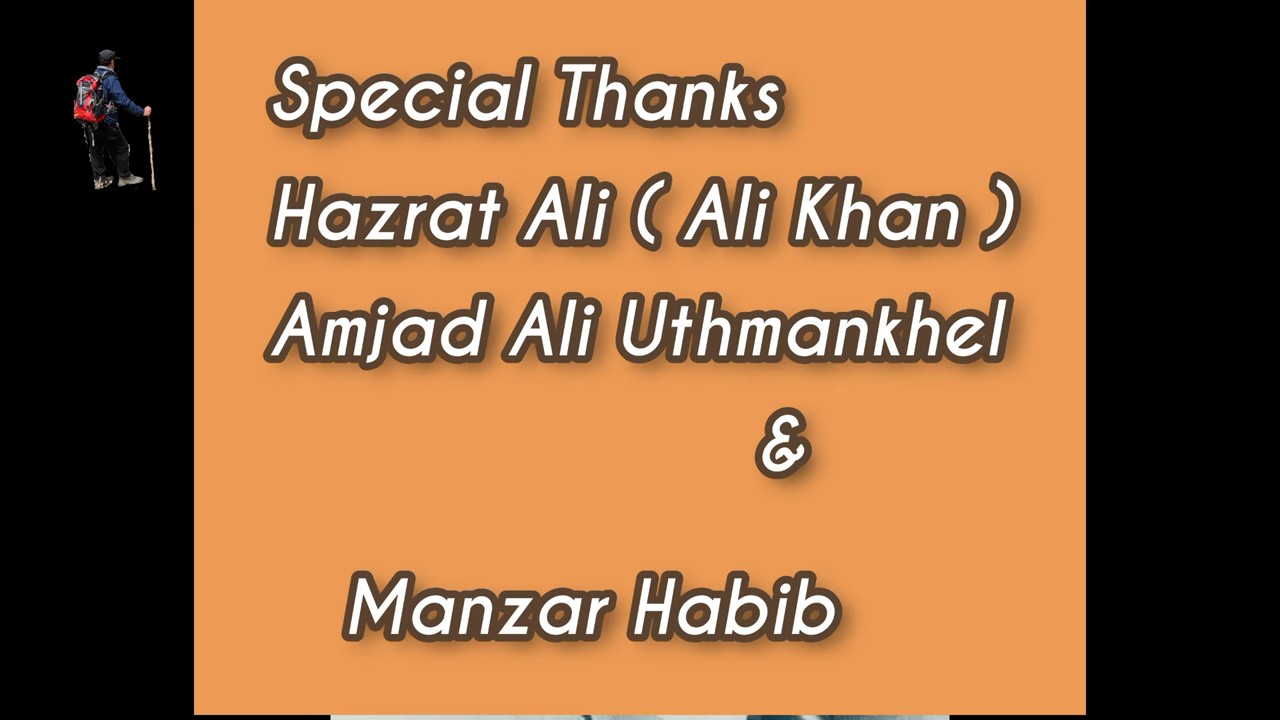 Special Thanks
Hazrat Ali ( Ali Khan )
Amjad Ali Uthmankhel
&
Manzar Habib